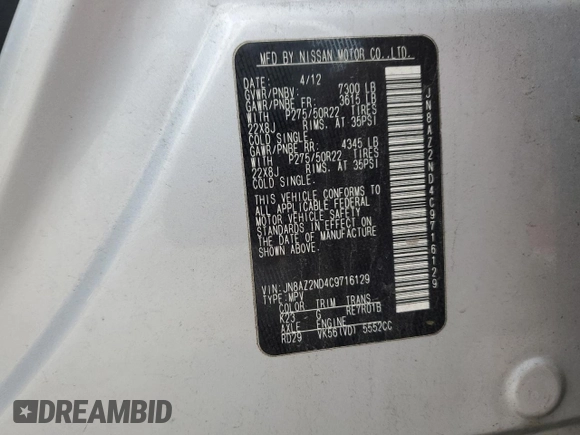 MFD BY NISSAN MOTOR CO.,LTD.
DATE: 4/12
GVWR/PNBV: 7300 LB
GAWR/PNBE FR: 3615 LB
WITH P275/50R22 TIRES
22X8J RIMS, AT 35PSI
COLD SINGLE.
GAWR/PNBE RR: 4345 LB
WITH P275/50R22 TIRES
22X8J RIMS, AT 35PSI
COLD SINGLE.
THIS VEHICLE CONFORMS TO
ALL APPLICABLE FEDERAL
MOTOR VEHICLE SAFETY
STANDARDS IN EFFECT ON
THE DATE OF MANUFACTURE
SHOWN ABOVE.
VIN: JN8AZ2ND4C9716129
TYPE: MPV
COLOR TRIM TRANS
K23 G RE7R01B
AXLE ENGINE
RD29 VK56(VD) 5552CC
JN8AZ2ND4C9716129
DREAMBID